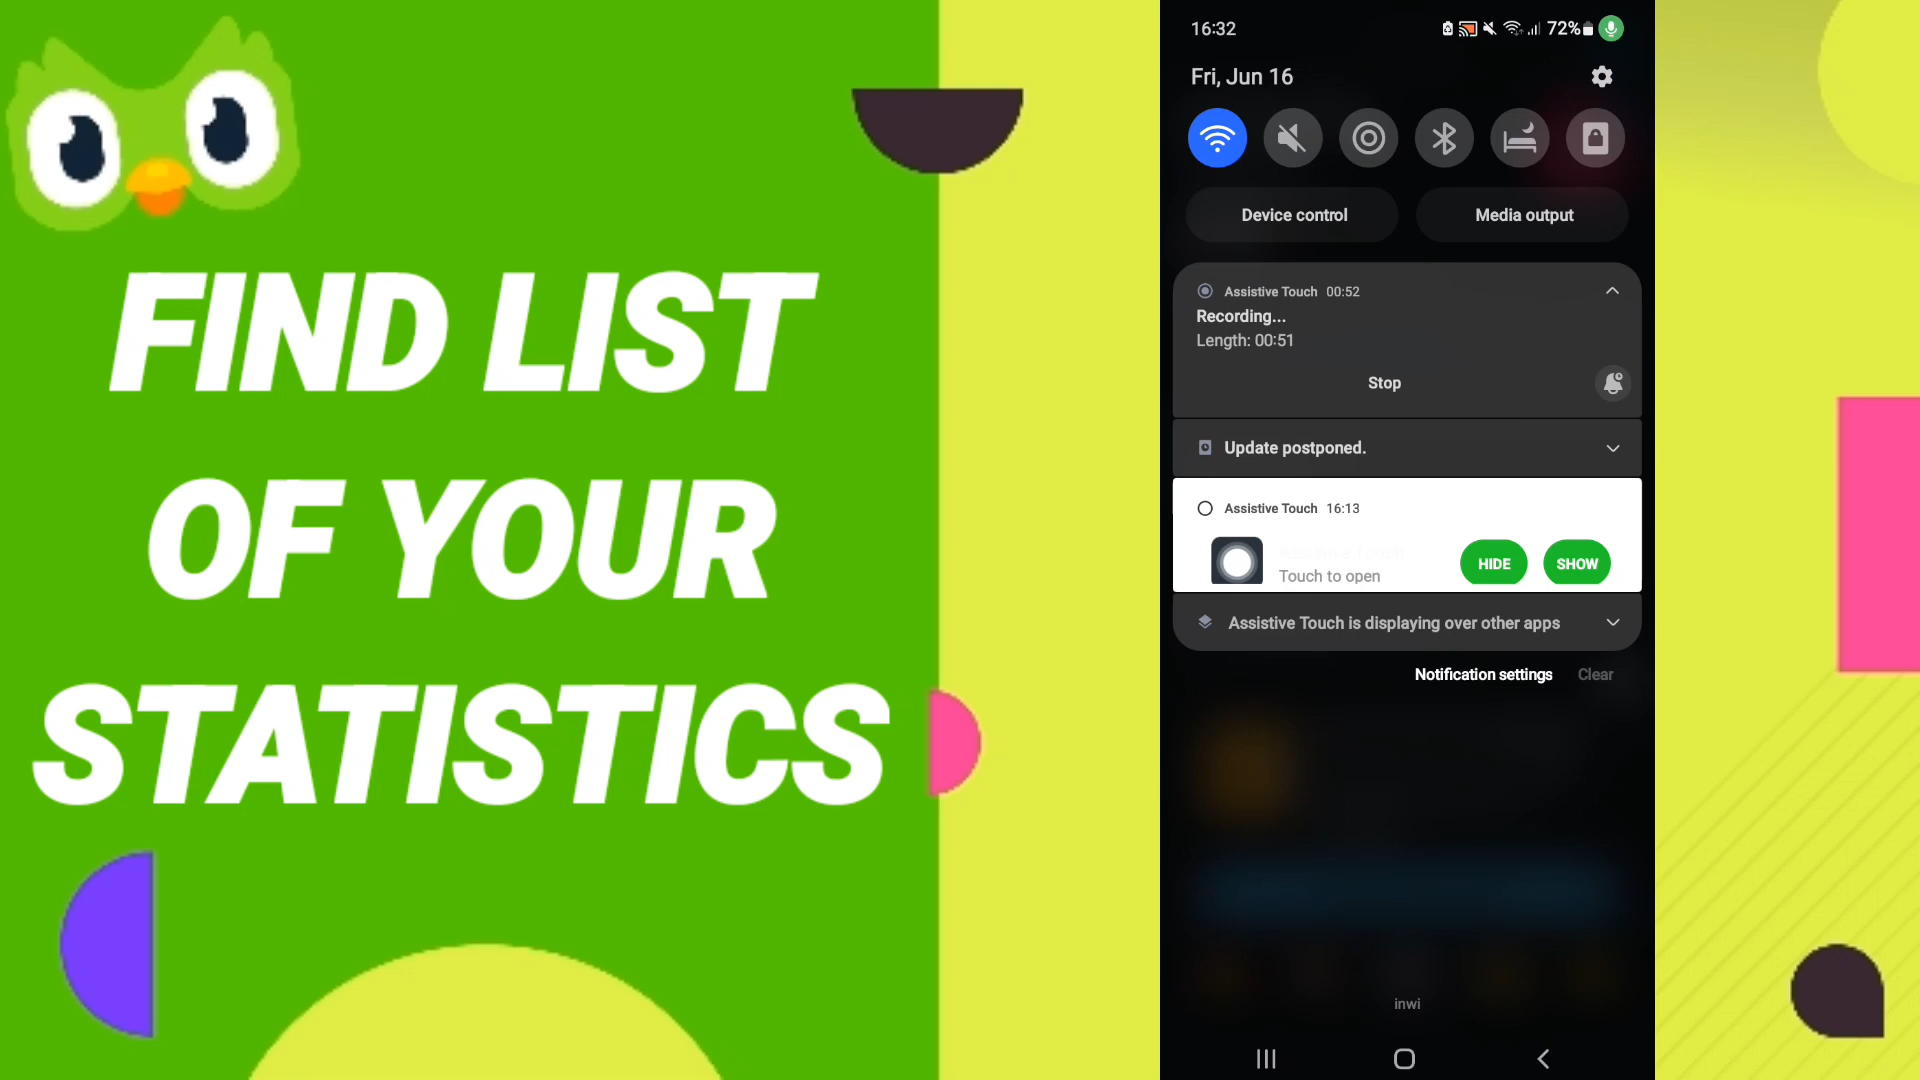 FIND LIST
OF YOUR
STATISTICS
16:32
72%
Fri, Jun 16
Device control
Media output
Assistive Touch 00:52
Recording...
Length: 00:51
Stop
Update postponed.
Assistive Touch 16:13
Assistive Touch
Touch to open
HIDE
SHOW
Assistive Touch is displaying over other apps
Notification settings
Clear
inwi